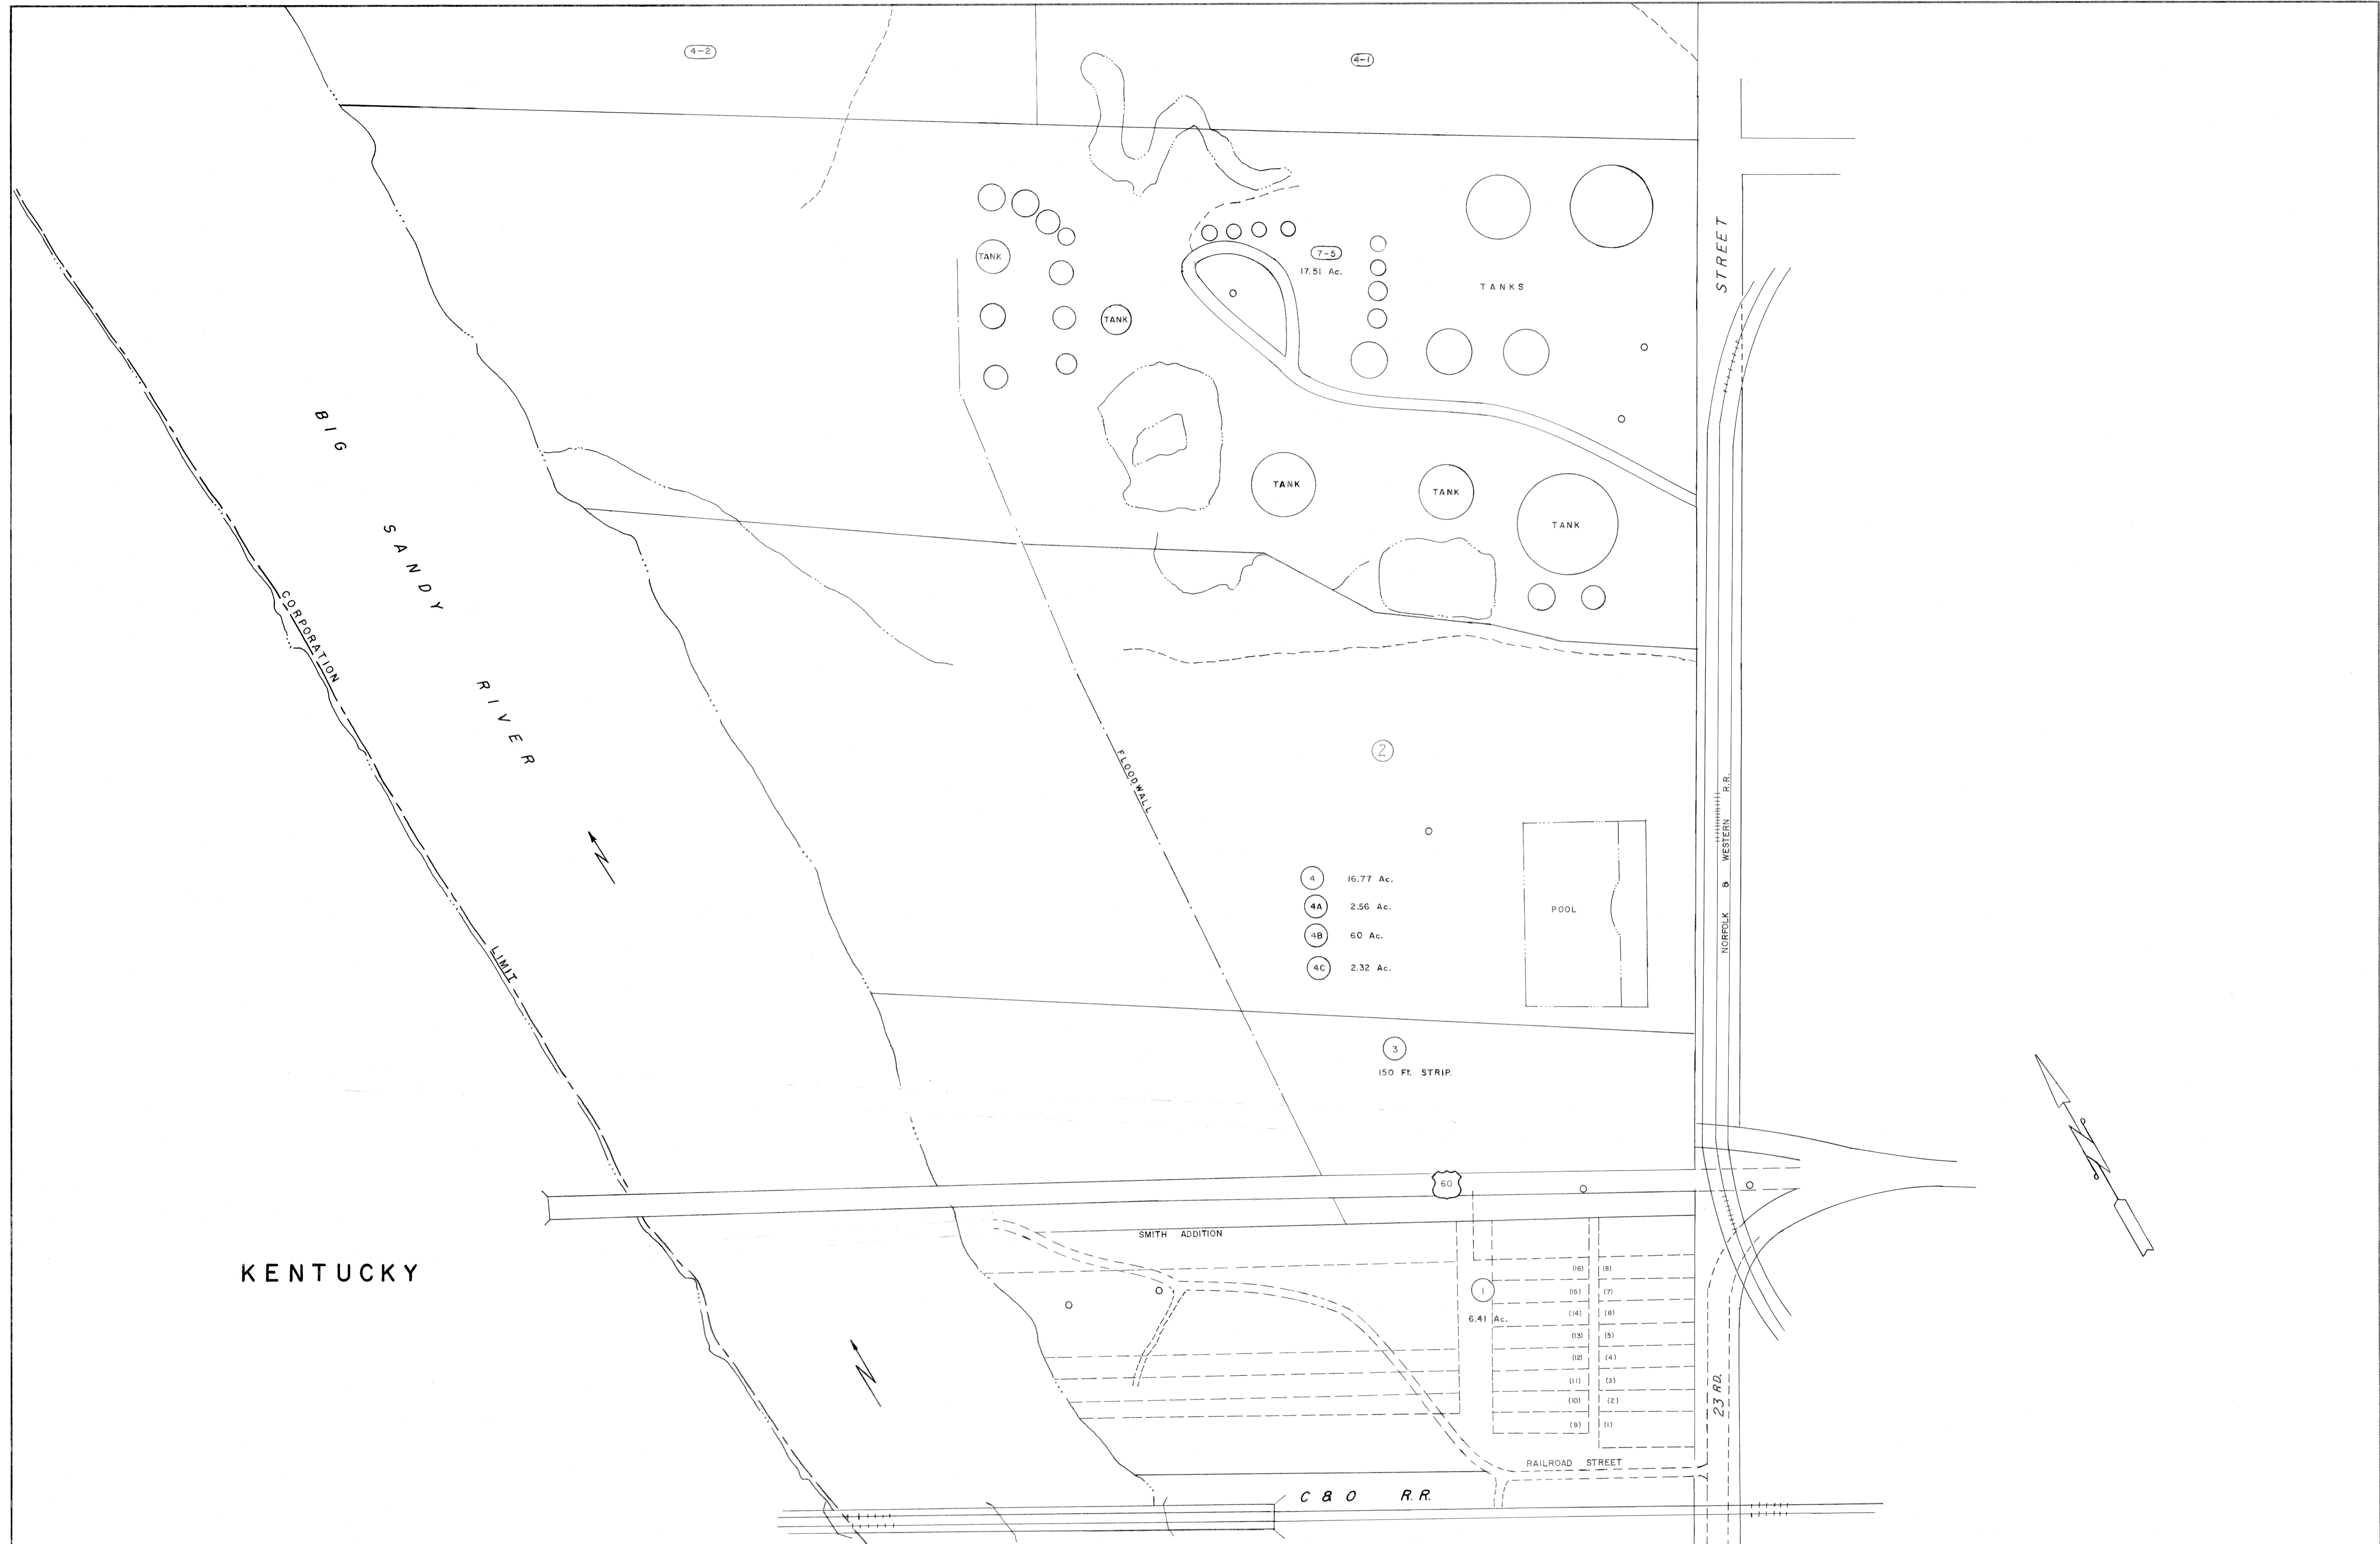 4-2
4-1
STREET
TANK
7-5
17.51 Ac.
TANKS
TANK
BIG SANDY RIVER
TANK
TANK
TANK
CORPORATION LIMIT
FLOODWALL
2
NORFOLK & WESTERN R.R.
4 16.77 Ac.
4A 2.56 Ac.
4B 60 Ac.
4C 2.32 Ac.
POOL
3
150 Ft. STRIP.
60
SMITH ADDITION
KENTUCKY
1
6.41 Ac.
(16) (8)
(15) (7)
(14) (6)
(13) (5)
(12) (4)
(11) (3)
(10) (2)
(9) (1)
23 RD.
RAILROAD STREET
C & O R.R.